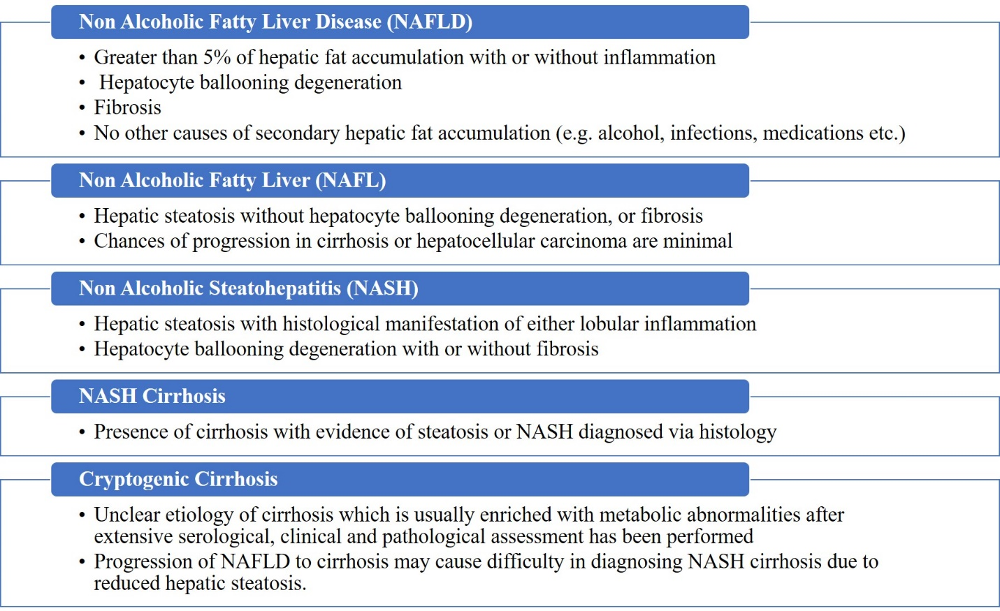 Non Alcoholic Fatty Liver Disease (NAFLD)
• Greater than 5% of hepatic fat accumulation with or without inflammation
• Hepatocyte ballooning degeneration
• Fibrosis
• No other causes of secondary hepatic fat accumulation (e.g. alcohol, infections, medications etc.)
Non Alcoholic Fatty Liver (NAFL)
• Hepatic steatosis without hepatocyte ballooning degeneration, or fibrosis
• Chances of progression in cirrhosis or hepatocellular carcinoma are minimal
Non Alcoholic Steatohepatitis (NASH)
• Hepatic steatosis with histological manifestation of either lobular inflammation
• Hepatocyte ballooning degeneration with or without fibrosis
NASH Cirrhosis
• Presence of cirrhosis with evidence of steatosis or NASH diagnosed via histology
Cryptogenic Cirrhosis
• Unclear etiology of cirrhosis which is usually enriched with metabolic abnormalities after
extensive serological, clinical and pathological assessment has been performed
• Progression of NAFLD to cirrhosis may cause difficulty in diagnosing NASH cirrhosis due to
reduced hepatic steatosis.